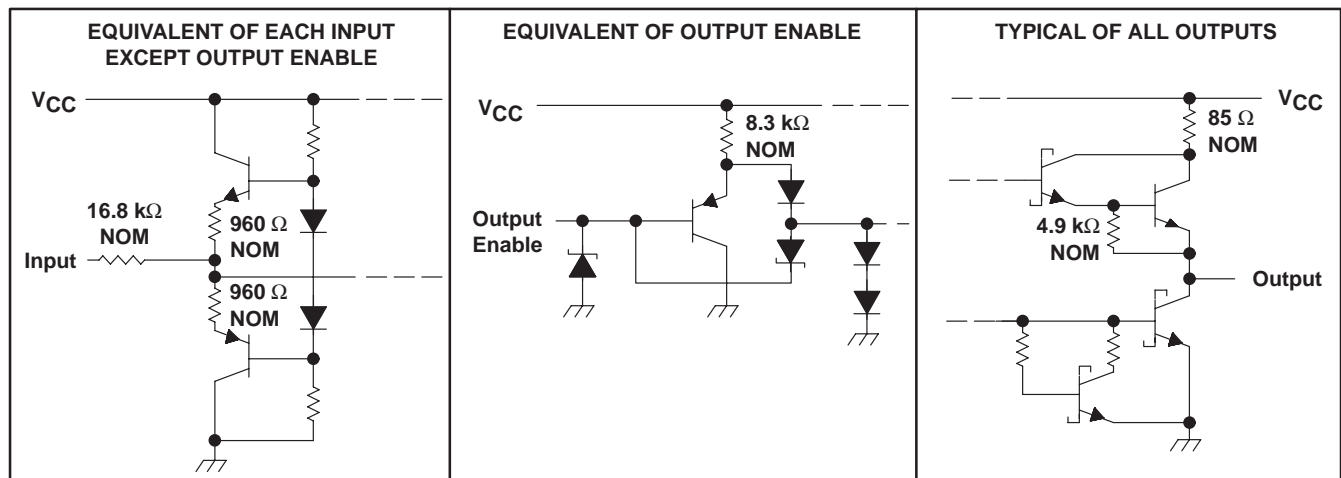 EQUIVALENT OF EACH INPUT
EXCEPT OUTPUT ENABLE
VCC
16.8 kΩ
NOM
960 Ω
NOM
Input
960 Ω
NOM
EQUIVALENT OF OUTPUT ENABLE
VCC
8.3 kΩ
NOM
Output
Enable
TYPICAL OF ALL OUTPUTS
VCC
85 Ω
NOM
4.9 kΩ
NOM
Output